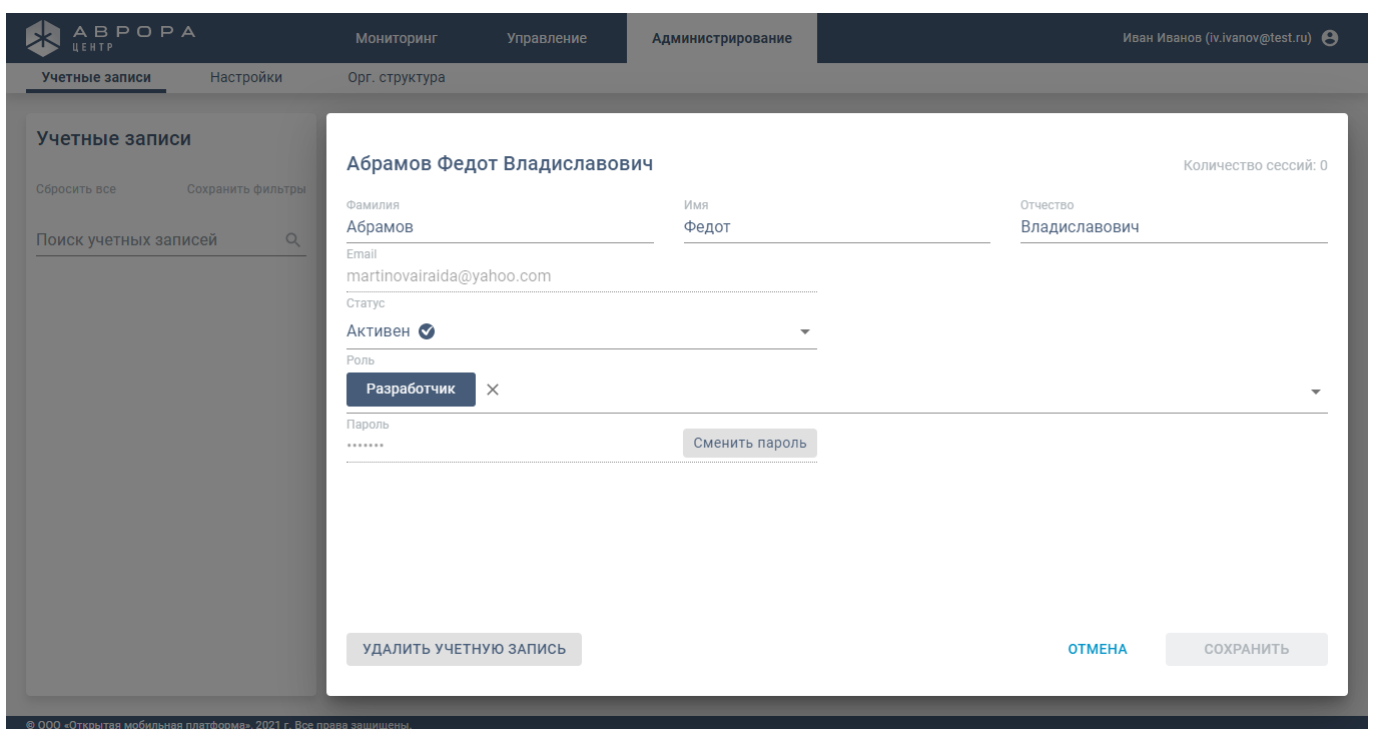 АВРОРА
ЦЕНТР
Мониторинг Управление Администрирование Иван Иванов (iv.ivanov@test.ru)
Учетные записи Настройки Орг. структура
Учетные записи
Сбросить все Сохранить фильтры
Поиск учетных записей
Абрамов Федот Владиславович Количество сессий: 0
Фамилия Имя Отчество
Абрамов Федот Владиславович
Email
martinovairaida@yahoo.com
Статус
Активен
Роль
Разработчик
Пароль
••••••• Сменить пароль
УДАЛИТЬ УЧЕТНУЮ ЗАПИСЬ ОТМЕНА СОХРАНИТЬ
© ООО «Открытая мобильная платформа», 2021 г. Все права защищены.